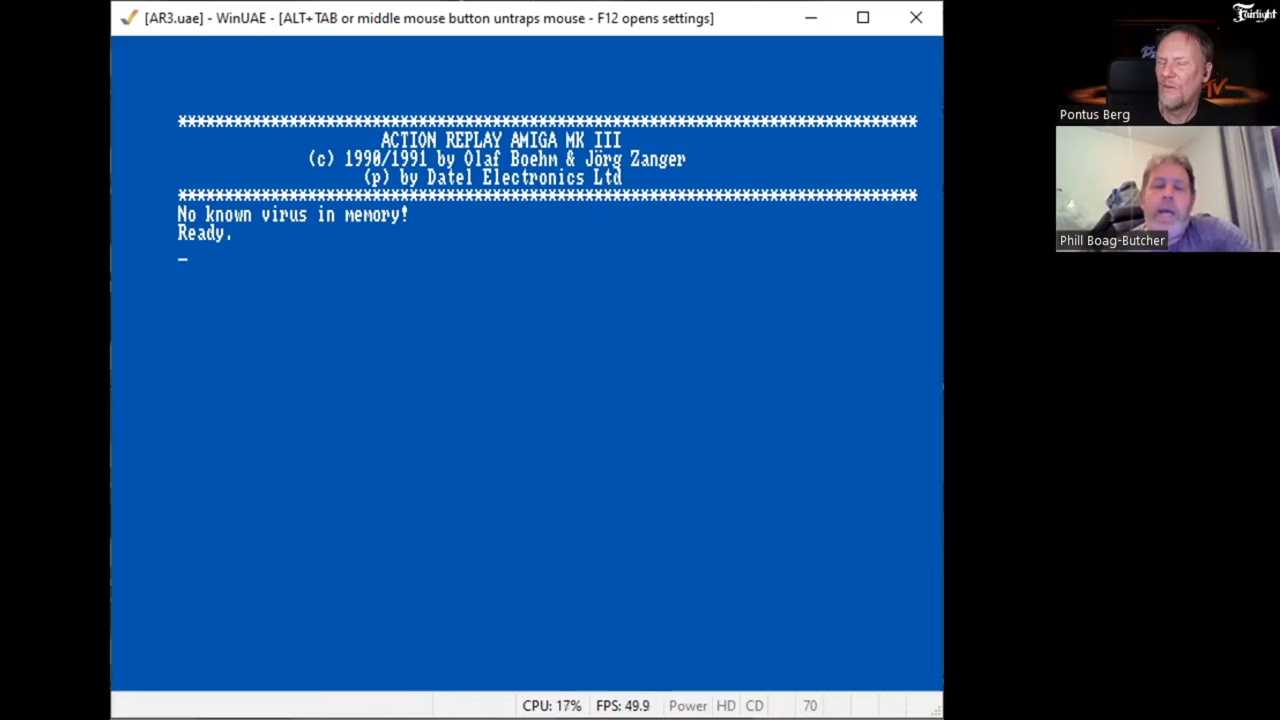 [AR3.uae] - WinUAE - [ALT+TAB or middle mouse button untraps mouse - F12 opens settings]
********************************************************************************
ACTION REPLAY AMIGA MK III
(c) 1990/1991 by Olaf Boehm & Jörg Zanger
(p) by Datel Electronics Ltd
********************************************************************************
No known virus in memory!
Ready.
_
CPU: 17% FPS: 49.9 Power HD CD 70
Fairlight
TV
Pontus Berg
Phill Boag-Butcher